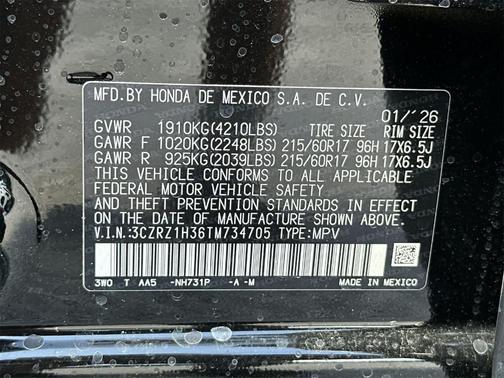 MFD.BY HONDA DE MEXICO S.A. DE C.V.
01/'26
GVWR 1910KG(4210LBS) TIRE SIZE RIM SIZE
GAWR F 1020KG(2248LBS) 215/60R17 96H 17X6.5J
GAWR R 925KG(2039LBS) 215/60R17 96H 17X6.5J
THIS VEHICLE CONFORMS TO ALL APPLICABLE
FEDERAL MOTOR VEHICLE SAFETY
AND THEFT PREVENTION STANDARDS IN EFFECT
ON THE DATE OF MANUFACTURE SHOWN ABOVE.
V.I.N.:3CZRZ1H36TM734705 TYPE:MPV
3W0 T AA5 -NH731P -A -M